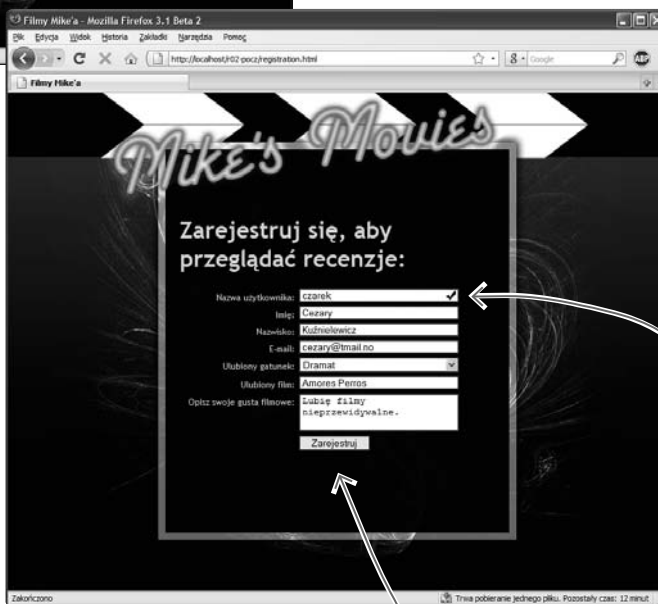 Filmy Mike'a - Mozilla Firefox 3.1 Beta 2
Plik Edycja Widok Historia Zakładki Narzędzia Pomoc
http://localhost/r02-pocz/registration.html
Google
ABP
Filmy Mike'a
Mike's Movies
Zarejestruj się, aby
przeglądać recenzje:
Nazwa użytkownika: czarek
Imię: Cezary
Nazwisko: Kuźnielewicz
E-mail: cezary@tmail.no
Ulubiony gatunek: Dramat
Ulubiony film: Amores Perros
Opisz swoje gusta filmowe: Lubię filmy
nieprzewidywalne.
Zarejestruj
Zakończono
Trwa pobieranie jednego pliku. Pozostały czas: 12 minut